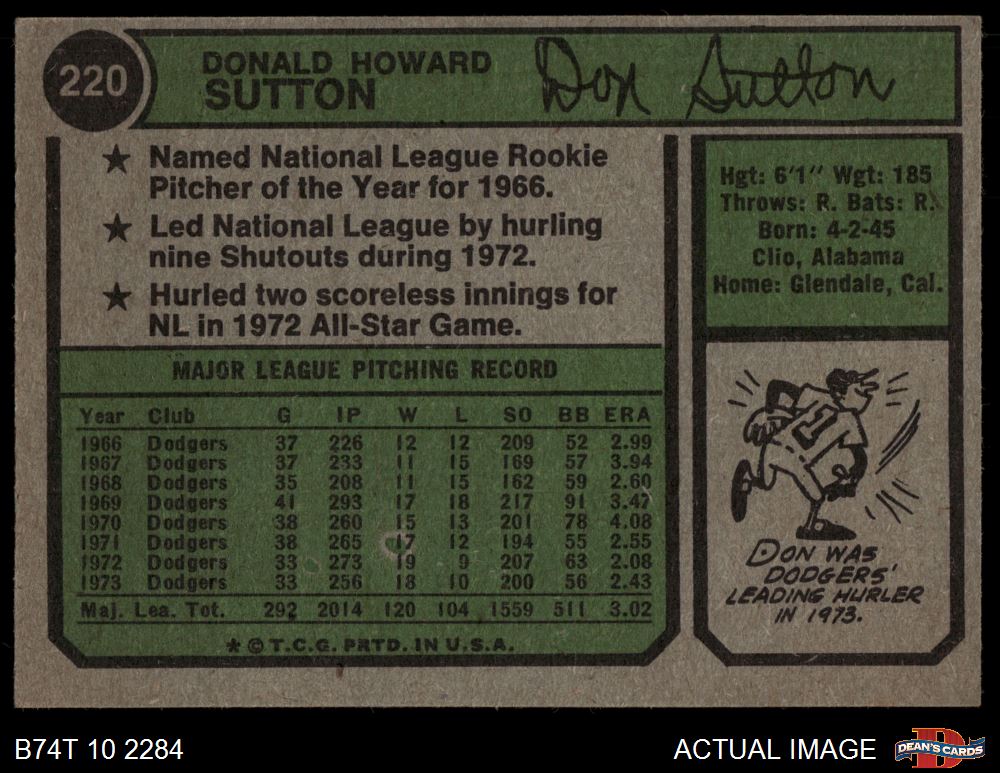 220
DONALD HOWARD
SUTTON
Don Sutton
★ Named National League Rookie
Pitcher of the Year for 1966.
★ Led National League by hurling
nine Shutouts during 1972.
★ Hurled two scoreless innings for
NL in 1972 All-Star Game.
Hgt: 6'1" Wgt: 185
Throws: R. Bats: R.
Born: 4-2-45
Clio, Alabama
Home: Glendale, Cal.
MAJOR LEAGUE PITCHING RECORD
Year Club G IP W L SO BB ERA
1966 Dodgers 37 226 12 12 209 52 2.99
1967 Dodgers 37 233 11 15 169 57 3.94
1968 Dodgers 35 208 11 15 162 59 2.60
1969 Dodgers 41 293 17 18 217 91 3.47
1970 Dodgers 38 260 15 13 201 78 4.08
1971 Dodgers 38 265 17 12 194 55 2.55
1972 Dodgers 33 273 19 9 207 63 2.08
1973 Dodgers 33 256 18 10 200 56 2.43
Maj. Lea. Tot. 292 2014 120 104 1559 511 3.02
* © T.C.G. PRTD. IN U.S.A.
DON WAS
DODGERS'
LEADING HURLER
IN 1973.
B74T 10 2284
ACTUAL IMAGE
DEAN'S CARDS